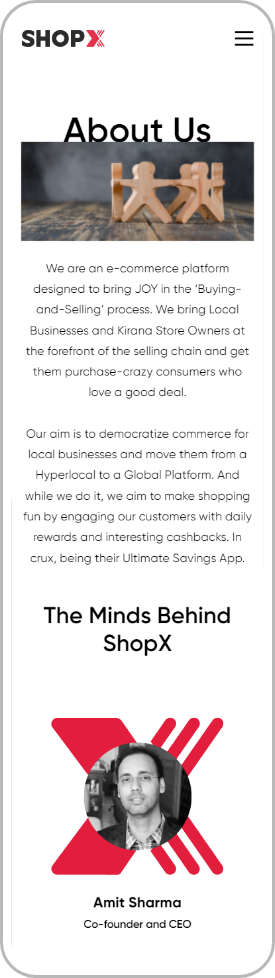 SHOPX
About Us
We are an e-commerce platform
designed to bring JOY in the ‘Buying-
and-Selling’ process. We bring Local
Businesses and Kirana Store Owners at
the forefront of the selling chain and get
them purchase-crazy consumers who
love a good deal.
Our aim is to democratize commerce for
local businesses and move them from a
Hyperlocal to a Global Platform. And
while we do it, we aim to make shopping
fun by engaging our customers with daily
rewards and interesting cashbacks. In
crux, being their Ultimate Savings App.
The Minds Behind
ShopX
Amit Sharma
Co-founder and CEO